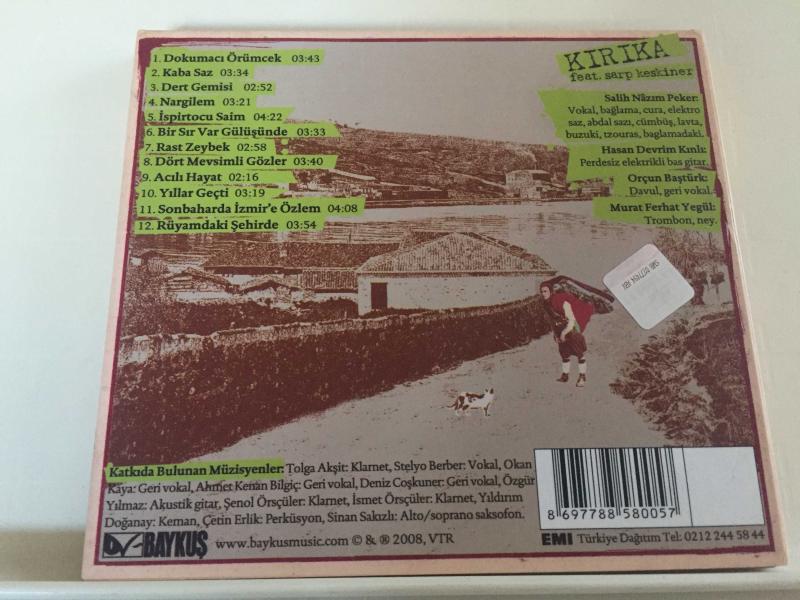 1. Dokumacı Örümcek 03:43
2. Kaba Saz 03:34
3. Dert Gemisi 02:52
4. Nargilem 03:21
5. İspirtocu Saim 04:22
6. Bir Sır Var Gülüşünde 03:33
7. Rast Zeybek 02:58
8. Dört Mevsimli Gözler 03:40
9. Acılı Hayat 02:16
10. Yıllar Geçti 03:19
11. Sonbaharda İzmir'e Özlem 04:08
12. Rüyamdaki Şehirde 03:54
KIRIKA
feat. sarp keskiner
Salih Nâzım Peker:
Vokal, bağlama, cura, elektro
saz, abdal sazı, cümbüş, lavta,
buzuki, tzouras, baglamadaki.
Hasan Devrim Kınlı:
Perdesiz elektrikli bas gitar.
Orçun Baştürk:
Davul, geri vokal.
Murat Ferhat Yegül:
Trombon, ney.
Katkıda Bulunan Müzisyenler: Tolga Akşit: Klarnet, Stelyo Berber: Vokal, Okan
Kaya: Geri vokal, Ahmet Kenan Bilgiç: Geri vokal, Deniz Coşkuner: Geri vokal, Özgür
Yılmaz: Akustik gitar, Şenol Örsçüler: Klarnet, İsmet Örsçüler: Klarnet, Yıldırım
Doğanay: Keman, Çetin Erlik: Perküsyon, Sinan Sakızlı: Alto/soprano saksofon.
BAYKUŞ www.baykusmusic.com © & ® 2008, VTR
8 697788 580057
EMI Türkiye Dağıtım Tel: 0212 244 58 44